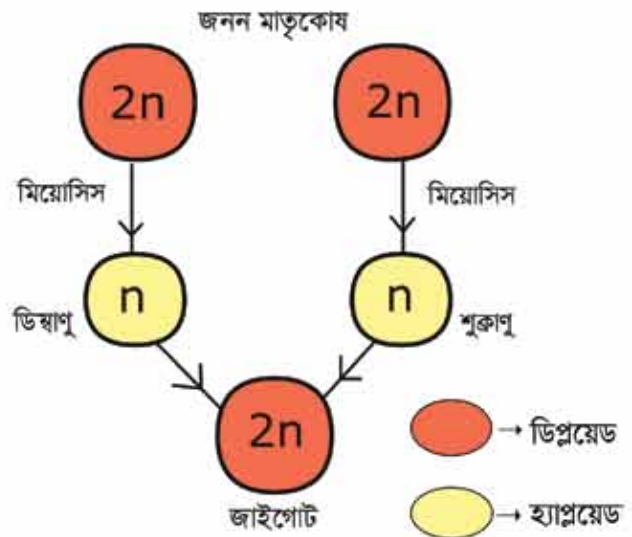 জনন মাতৃকোষ
2n 2n
মিয়োসিস মিয়োসিস
n n
ডিম্বাণু শুক্রাণু
2n
জাইগোট
→ ডিপ্লয়েড
→ হ্যাপ্লয়েড